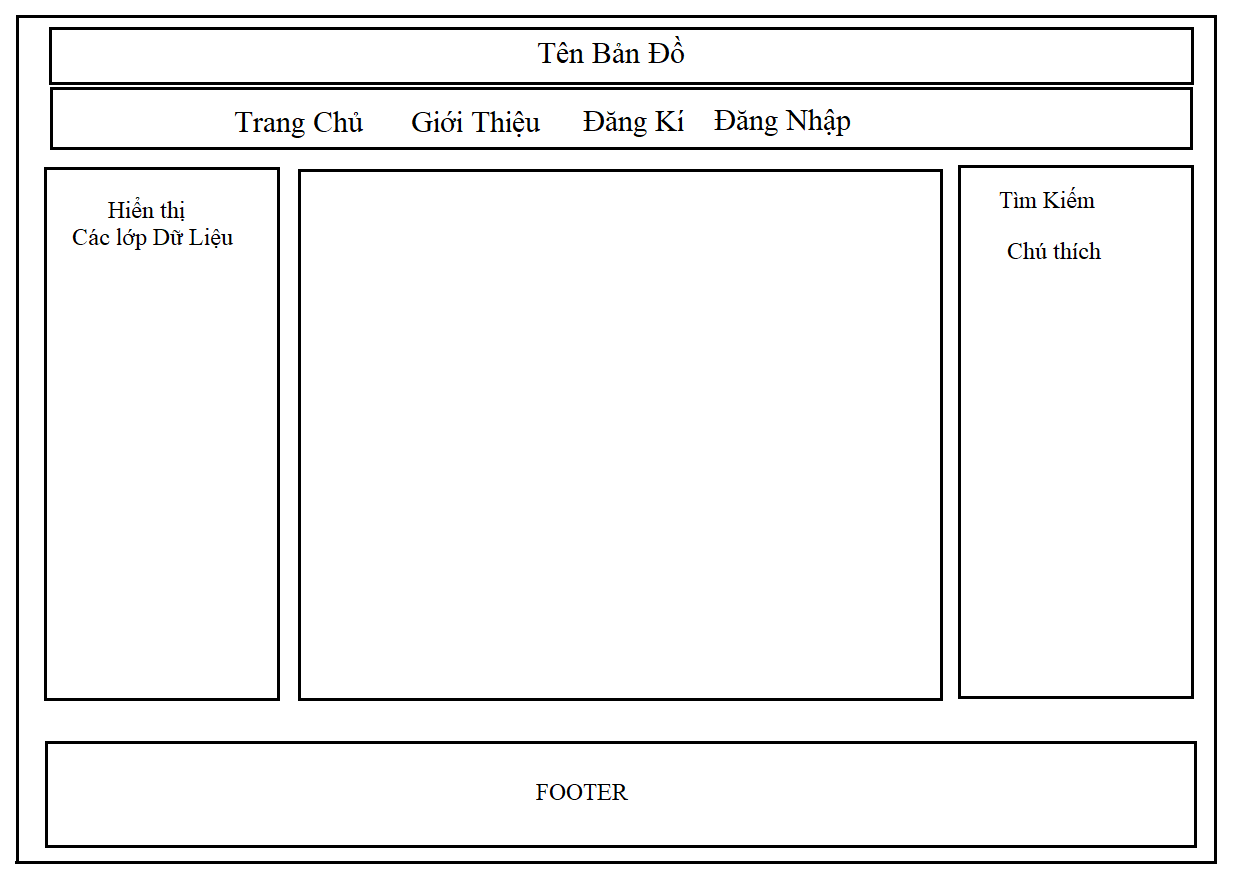 Tên Bản Đồ
Trang Chủ Giới Thiệu Đăng Kí Đăng Nhập
Hiển thị
Các lớp Dữ Liệu
Tìm Kiếm
Chú thích
FOOTER